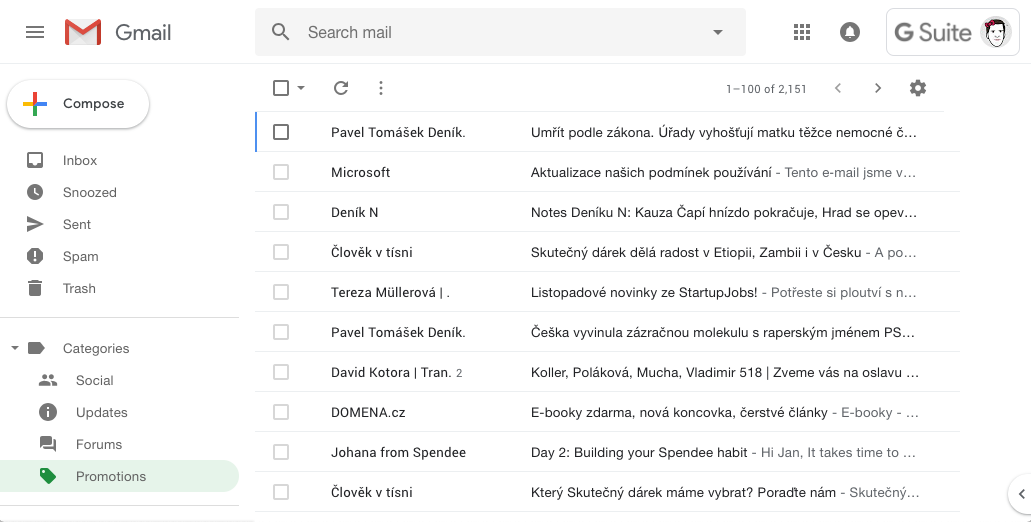 Gmail
Search mail
G Suite
Compose
1–100 of 2,151
Inbox
Snoozed
Sent
Spam
Trash
Categories
Social
Updates
Forums
Promotions
Pavel Tomášek Deník. Umřít podle zákona. Úřady vyhošťují matku těžce nemocné č…
Microsoft Aktualizace našich podmínek používání - Tento e-mail jsme v…
Deník N Notes Deníku N: Kauza Čapí hnízdo pokračuje, Hrad se opev…
Člověk v tísni Skutečný dárek dělá radost v Etiopii, Zambii i v Česku - A po…
Tereza Müllerová | . Listopadové novinky ze StartupJobs! - Potřeste si ploutví s n…
Pavel Tomášek Deník. Češka vyvinula zázračnou molekulu s raperským jménem PS…
David Kotora | Tran. 2 Koller, Poláková, Mucha, Vladimir 518 | Zveme vás na oslavu …
DOMENA.cz E-booky zdarma, nová koncovka, čerstvé články - E-booky - …
Johana from Spendee Day 2: Building your Spendee habit - Hi Jan, It takes time to …
Člověk v tísni Který Skutečný dárek máme vybrat? Poraďte nám - Skutečný…